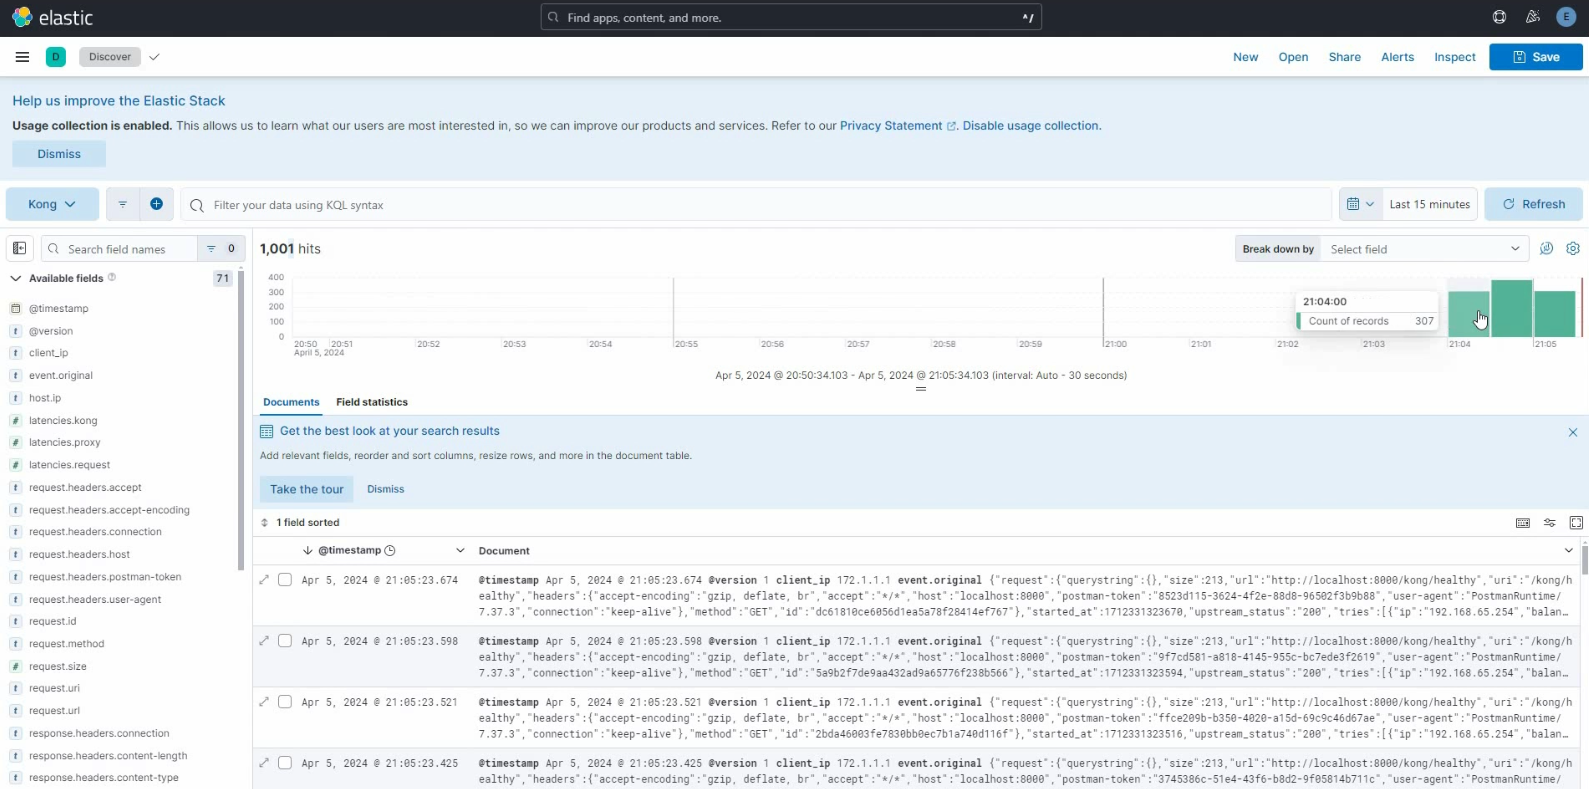 elastic
Find apps, content, and more.
^/
E
D
Discover
New
Open
Share
Alerts
Inspect
Save
Help us improve the Elastic Stack
Usage collection is enabled. This allows us to learn what our users are most interested in, so we can improve our products and services. Refer to our Privacy Statement. Disable usage collection.
Dismiss
Kong
Filter your data using KQL syntax
Last 15 minutes
Refresh
Search field names
0
1,001 hits
Break down by
Select field
Available fields
71
@timestamp
@version
client_ip
event.original
host.ip
latencies.kong
latencies.proxy
latencies.request
request.headers.accept
request.headers.accept-encoding
request.headers.connection
request.headers.host
request.headers.postman-token
request.headers.user-agent
request.id
request.method
request.size
request.uri
request.url
response.headers.connection
response.headers.content-length
response.headers.content-type
400
300
200
100
0
20:50 20:51 20:52 20:53 20:54 20:55 20:56 20:57 20:58 20:59 21:00 21:01 21:02 21:03 21:04 21:05
April 5, 2024
21:04:00
Count of records 307
Apr 5, 2024 @ 20:50:34.103 - Apr 5, 2024 @ 21:05:34.103 (interval: Auto - 30 seconds)
Documents
Field statistics
Get the best look at your search results
Add relevant fields, reorder and sort columns, resize rows, and more in the document table.
Take the tour
Dismiss
1 field sorted
@timestamp
Document
Apr 5, 2024 @ 21:05:23.674
@timestamp Apr 5, 2024 @ 21:05:23.674 @version 1 client_ip 172.1.1.1 event.original {"request":{"querystring":{},"size":213,"url":"http://localhost:8000/kong/healthy","uri":"/kong/h
ealthy","headers":{"accept-encoding":"gzip, deflate, br","accept":"*/*","host":"localhost:8000","postman-token":"8523d115-3624-4f2e-88d8-96502f3b9b88","user-agent":"PostmanRuntime/
7.37.3","connection":"keep-alive"},"method":"GET","id":"dc61810ce6056d1ea5a78f28414ef767"},"started_at":1712331323670,"upstream_status":"200","tries":[{"ip":"192.168.65.254","balan…
Apr 5, 2024 @ 21:05:23.598
@timestamp Apr 5, 2024 @ 21:05:23.598 @version 1 client_ip 172.1.1.1 event.original {"request":{"querystring":{},"size":213,"url":"http://localhost:8000/kong/healthy","uri":"/kong/h
ealthy","headers":{"accept-encoding":"gzip, deflate, br","accept":"*/*","host":"localhost:8000","postman-token":"9f7cd581-a818-4145-955c-bc7ede3f2619","user-agent":"PostmanRuntime/
7.37.3","connection":"keep-alive"},"method":"GET","id":"5a9b2f7de9aa432ad9a65776f238b566"},"started_at":1712331323594,"upstream_status":"200","tries":[{"ip":"192.168.65.254","balan…
Apr 5, 2024 @ 21:05:23.521
@timestamp Apr 5, 2024 @ 21:05:23.521 @version 1 client_ip 172.1.1.1 event.original {"request":{"querystring":{},"size":213,"url":"http://localhost:8000/kong/healthy","uri":"/kong/h
ealthy","headers":{"accept-encoding":"gzip, deflate, br","accept":"*/*","host":"localhost:8000","postman-token":"ffce209b-b350-4020-a15d-69c9c46d67ae","user-agent":"PostmanRuntime/
7.37.3","connection":"keep-alive"},"method":"GET","id":"2bda46003fe7830bb0ec7b1a740d116f"},"started_at":1712331323516,"upstream_status":"200","tries":[{"ip":"192.168.65.254","balan…
Apr 5, 2024 @ 21:05:23.425
@timestamp Apr 5, 2024 @ 21:05:23.425 @version 1 client_ip 172.1.1.1 event.original {"request":{"querystring":{},"size":213,"url":"http://localhost:8000/kong/healthy","uri":"/kong/h
ealthy","headers":{"accept-encoding":"gzip, deflate, br","accept":"*/*","host":"localhost:8000","postman-token":"3745386c-51e4-43f6-b8d2-9f05814b711c","user-agent":"PostmanRuntime/